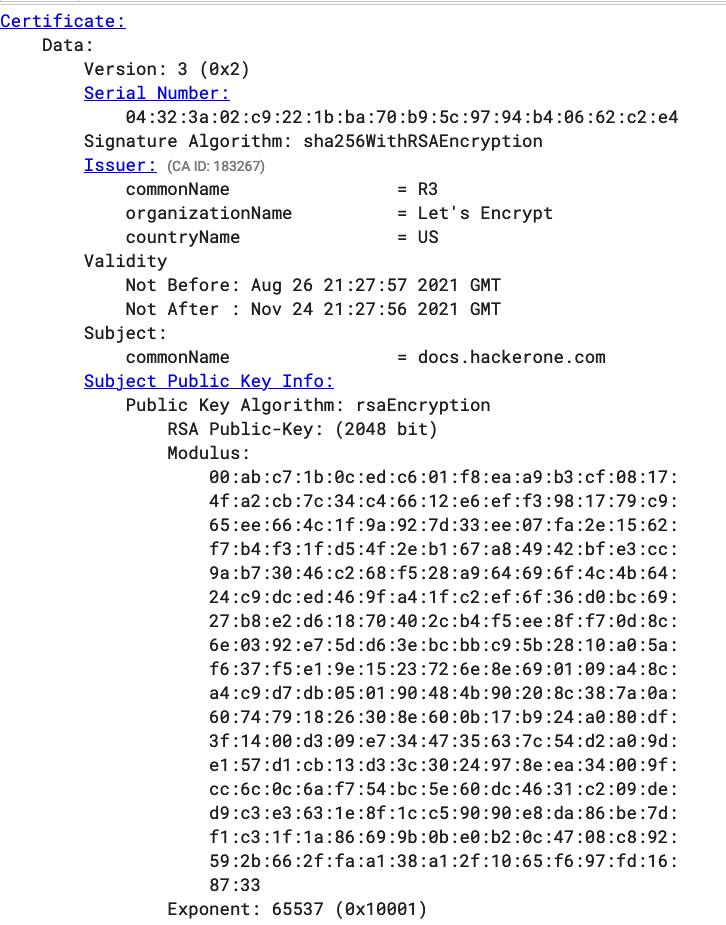 Certificate:
Data:
Version: 3 (0x2)
Serial Number:
04:32:3a:02:c9:22:1b:ba:70:b9:5c:97:94:b4:06:62:c2:e4
Signature Algorithm: sha256WithRSAEncryption
Issuer: (CA ID: 183267)
commonName = R3
organizationName = Let's Encrypt
countryName = US
Validity
Not Before: Aug 26 21:27:57 2021 GMT
Not After : Nov 24 21:27:56 2021 GMT
Subject:
commonName = docs.hackerone.com
Subject Public Key Info:
Public Key Algorithm: rsaEncryption
RSA Public-Key: (2048 bit)
Modulus:
00:ab:c7:1b:0c:ed:c6:01:f8:ea:a9:b3:cf:08:17:
4f:a2:cb:7c:34:c4:66:12:e6:ef:f3:98:17:79:c9:
65:ee:66:4c:1f:9a:92:7d:33:ee:07:fa:2e:15:62:
f7:b4:f3:1f:d5:4f:2e:b1:67:a8:49:42:bf:e3:cc:
9a:b7:30:46:c2:68:f5:28:a9:64:69:6f:4c:4b:64:
24:c9:dc:ed:46:9f:a4:1f:c2:ef:6f:36:d0:bc:69:
27:b8:e2:d6:18:70:40:2c:b4:f5:ee:8f:f7:0d:8c:
6e:03:92:e7:5d:d6:3e:bc:bb:c9:5b:28:10:a0:5a:
f6:37:f5:e1:9e:15:23:72:6e:8e:69:01:09:a4:8c:
a4:c9:d7:db:05:01:90:48:4b:90:20:8c:38:7a:0a:
60:74:79:18:26:30:8e:60:0b:17:b9:24:a0:80:df:
3f:14:00:d3:09:e7:34:47:35:63:7c:54:d2:a0:9d:
e1:57:d1:cb:13:d3:3c:30:24:97:8e:ea:34:00:9f:
cc:6c:0c:6a:f7:54:bc:5e:60:dc:46:31:c2:09:de:
d9:c3:e3:63:1e:8f:1c:c5:90:90:e8:da:86:be:7d:
f1:c3:1f:1a:86:69:9b:0b:e0:b2:0c:47:08:c8:92:
59:2b:66:2f:fa:a1:38:a1:2f:10:65:f6:97:fd:16:
87:33
Exponent: 65537 (0x10001)